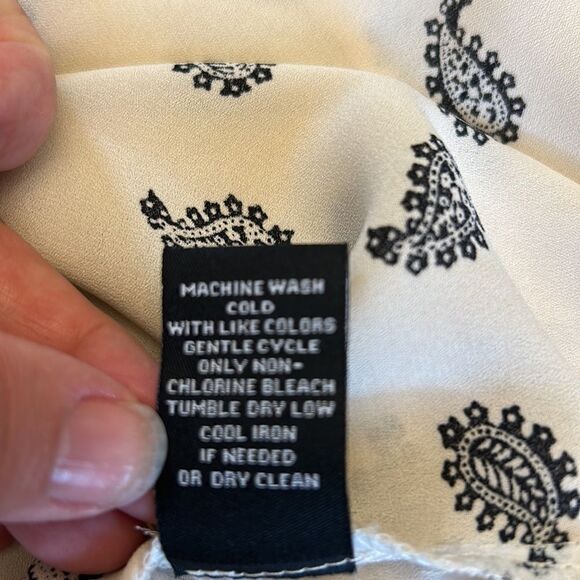 MACHINE WASH
COLD
WITH LIKE COLORS
GENTLE CYCLE
ONLY NON-
CHLORINE BLEACH
TUMBLE DRY LOW
COOL IRON
IF NEEDED
OR DRY CLEAN